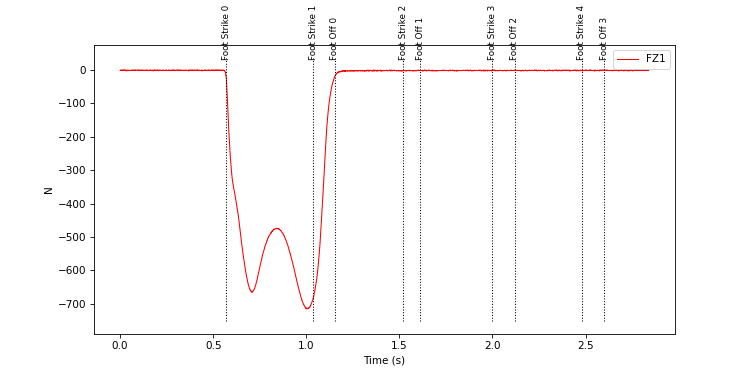 Foot Strike 0
Foot Strike 1
Foot Off 0
Foot Strike 2
Foot Off 1
Foot Strike 3
Foot Off 2
Foot Strike 4
Foot Off 3
FZ1
0
−100
−200
−300
−400
−500
−600
−700
N
0.0 0.5 1.0 1.5 2.0 2.5
Time (s)